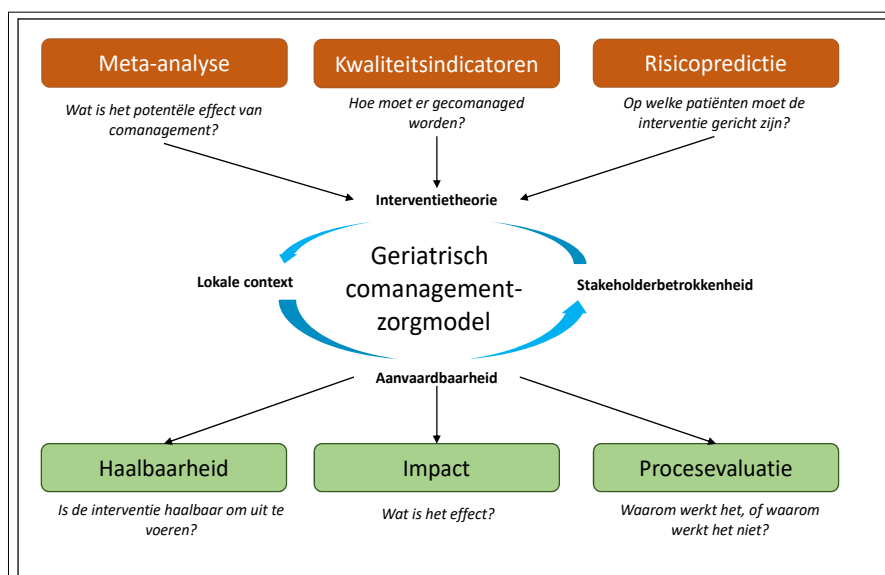 Meta-analyse
Kwaliteitsindicatoren
Risicopredictie
Wat is het potentële effect van
comanagement?
Hoe moet er gecomanaged
worden?
Op welke patiënten moet de
interventie gericht zijn?
Interventietheorie
Geriatrisch
comanagement-
zorgmodel
Lokale context
Stakeholderbetrokkenheid
Aanvaardbaarheid
Haalbaarheid
Impact
Procesevaluatie
Is de interventie haalbaar om uit te
voeren?
Wat is het effect?
Waarom werkt het, of waarom
werkt het niet?